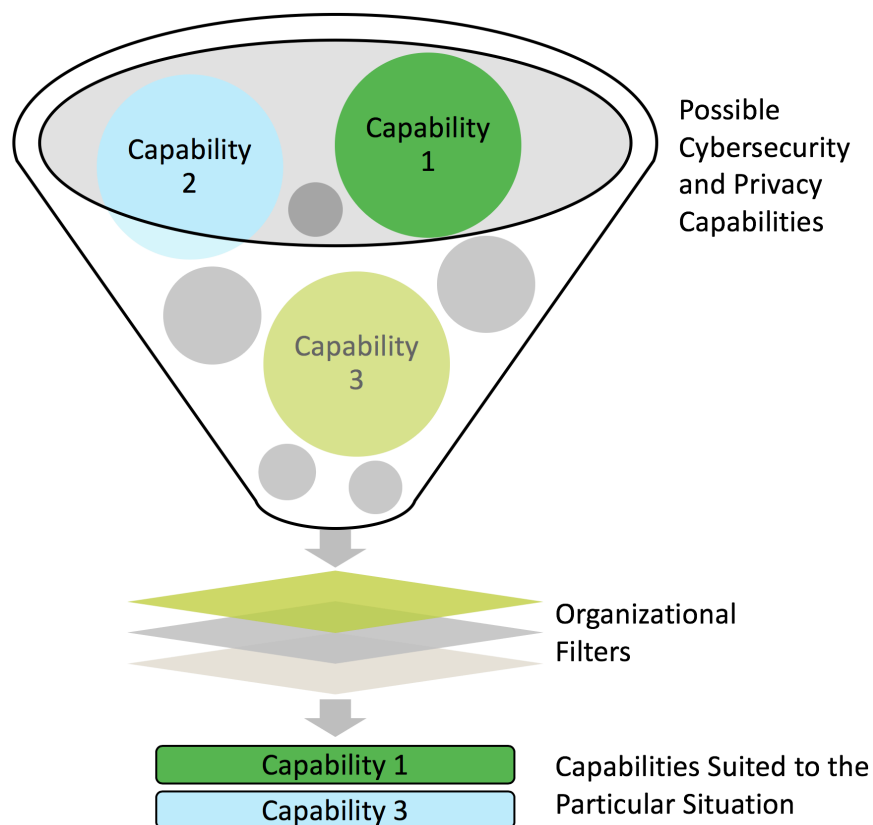 Capability
1
Capability
2
Possible
Cybersecurity
and Privacy
Capabilities
Capability
3
Organizational
Filters
Capability 1
Capability 3
Capabilities Suited to the
Particular Situation